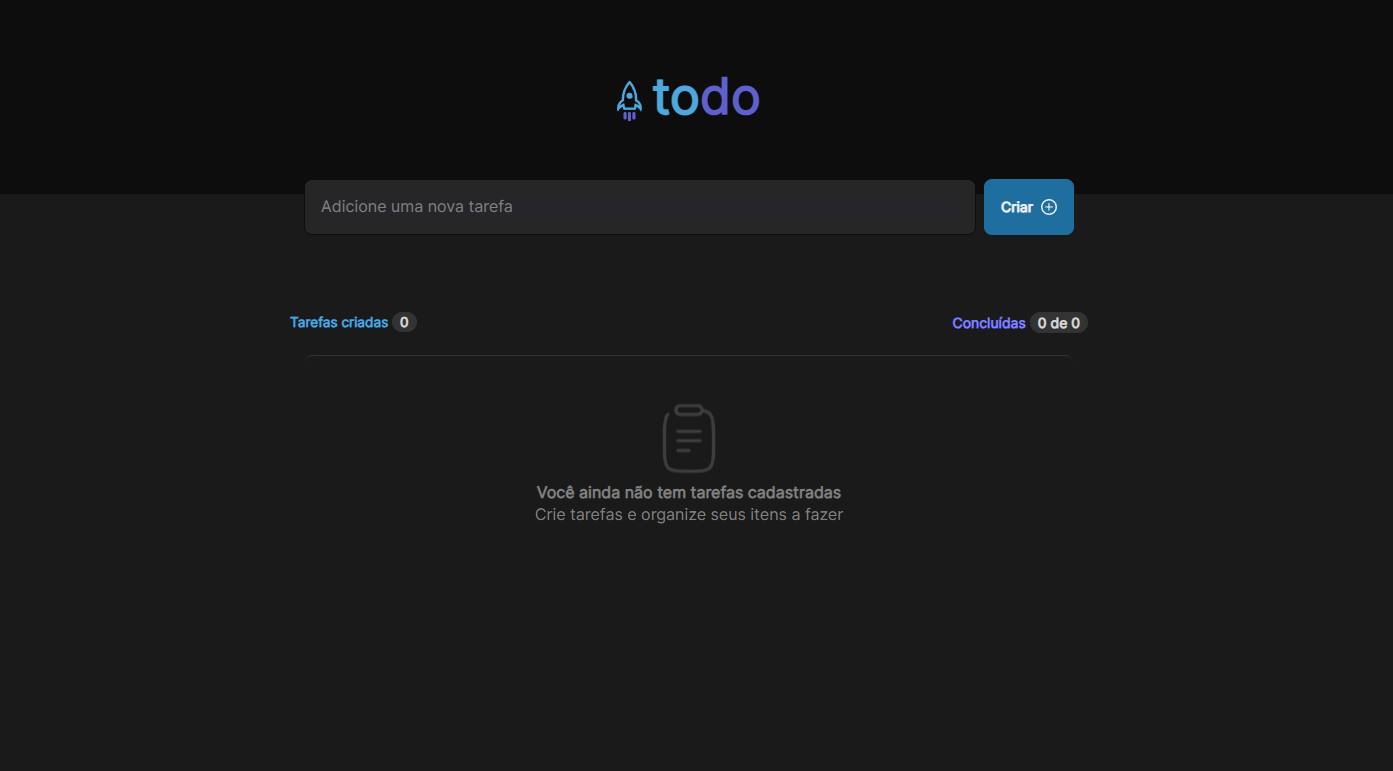 todo
Adicione uma nova tarefa
Criar
Tarefas criadas 0
Concluídas 0 de 0
Você ainda não tem tarefas cadastradas
Crie tarefas e organize seus itens a fazer